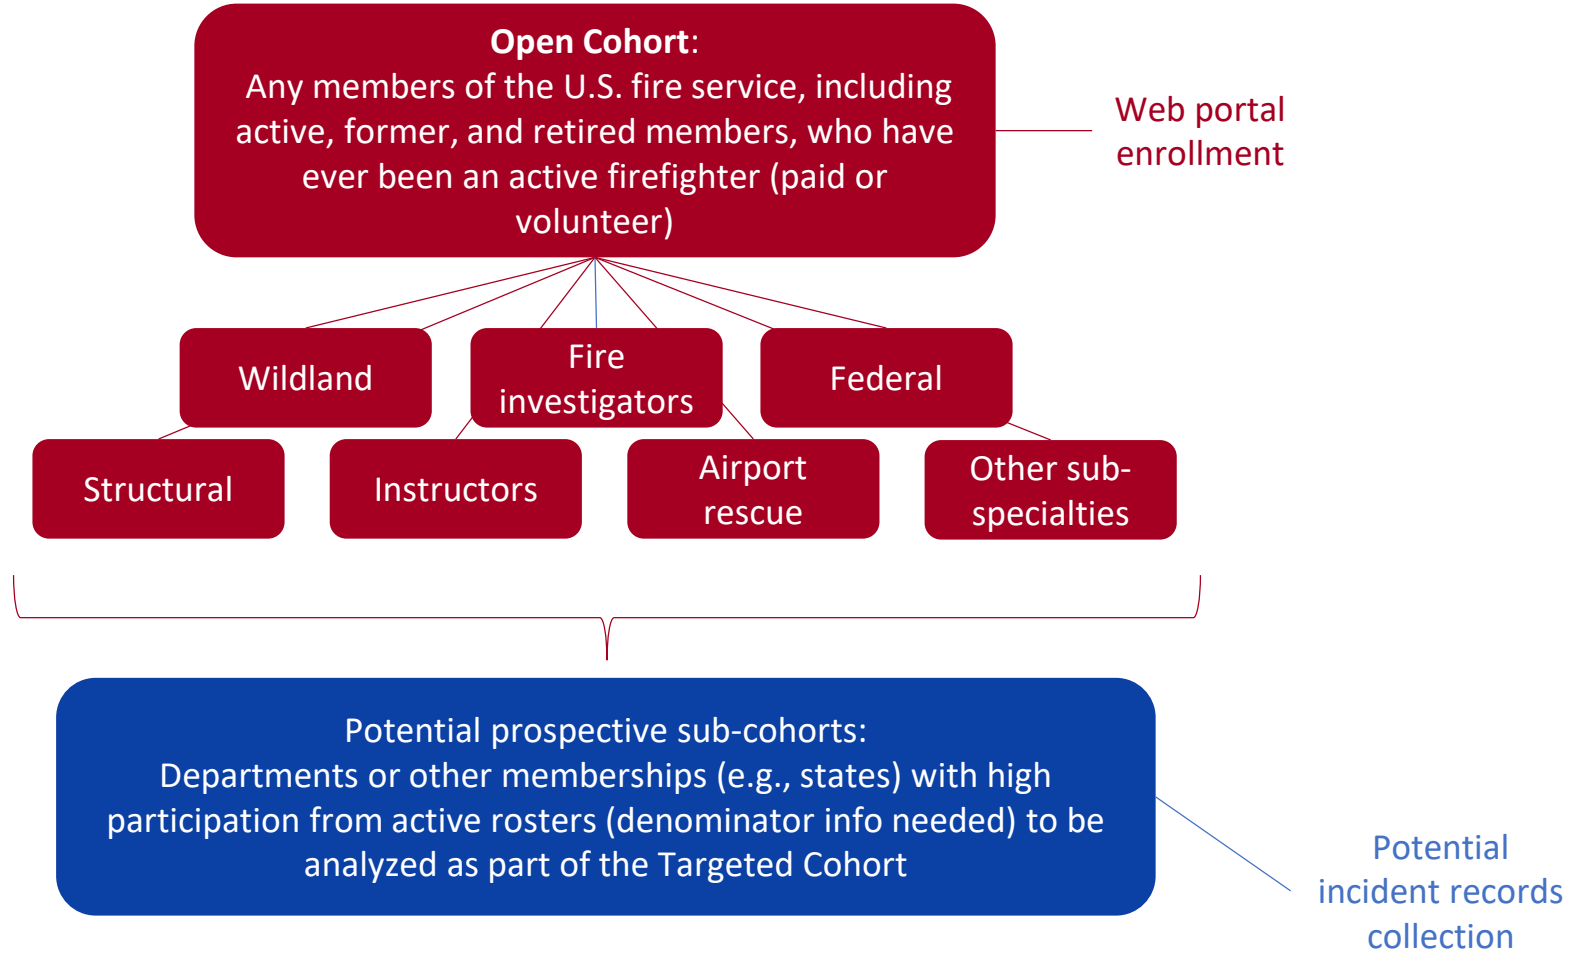 Open Cohort:
Any members of the U.S. fire service, including
active, former, and retired members, who have
ever been an active firefighter (paid or
volunteer)
Web portal
enrollment
Wildland
Fire
investigators
Federal
Structural
Instructors
Airport
rescue
Other sub-
specialties
Potential prospective sub-cohorts:
Departments or other memberships (e.g., states) with high
participation from active rosters (denominator info needed) to be
analyzed as part of the Targeted Cohort
Potential
incident records
collection